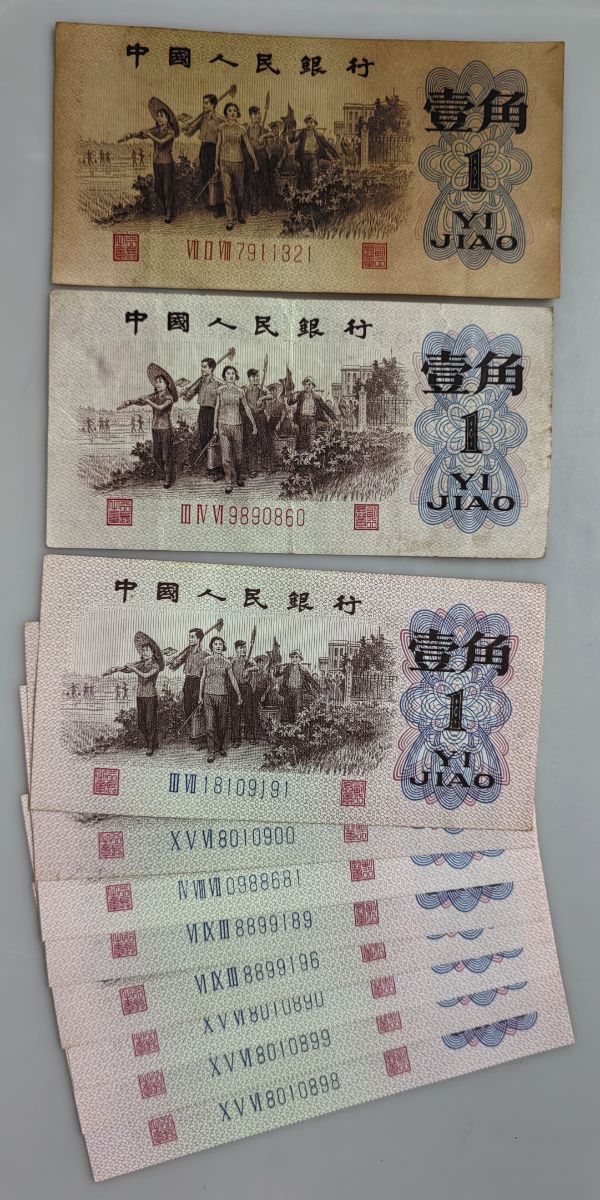 中國人民銀行
壹角
1
YI
JIAO
VII II VIII 7911321
中國人民銀行
壹角
1
YI
JIAO
III IV VI 9890860
中國人民銀行
壹角
1
YI
JIAO
III VII 18109191
X V VI 8010900
IV VIII VII 0988681
VI IX III 8899189
VI IX III 8899196
X V VI 8010890
X V VI 8010899
X V VI 8010898